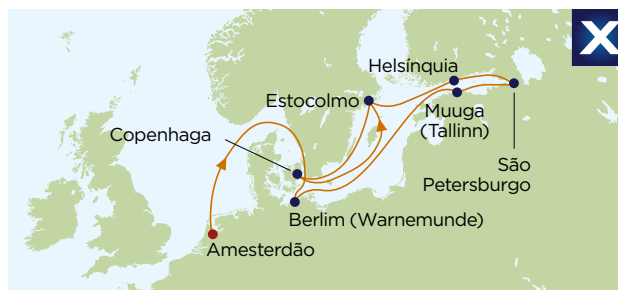 X
Helsínquia
Estocolmo
Muuga
(Tallinn)
Copenhaga
São
Petersburgo
Berlim (Warnemunde)
Amesterdão